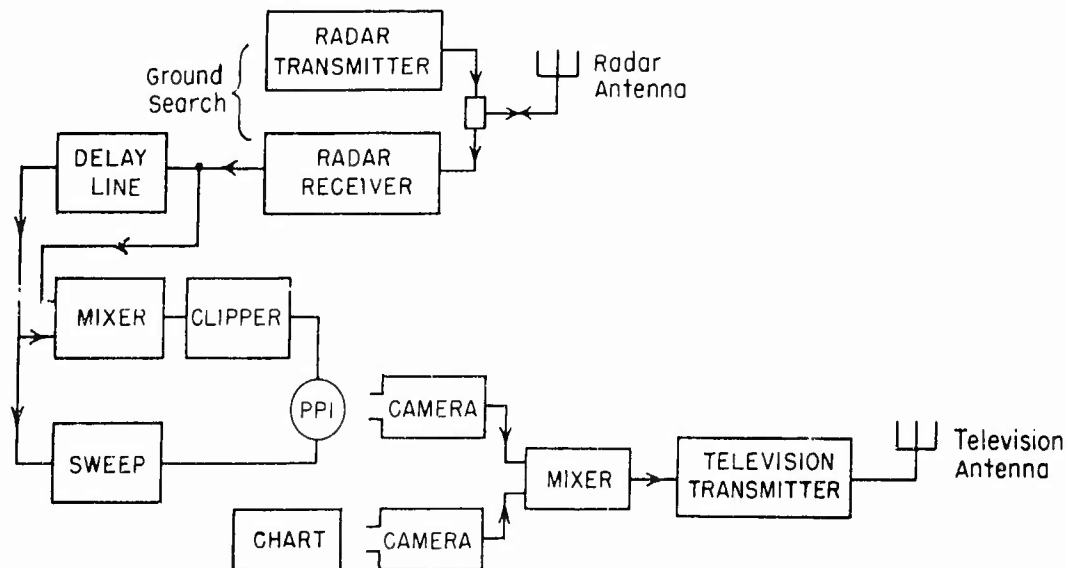 RADAR
TRANSMITTER
Ground
Search
Radar
Antenna
DELAY
LINE
RADAR
RECEIVER
MIXER
CLIPPER
PPI
CAMERA
SWEEP
MIXER
TELEVISION
TRANSMITTER
Television
Antenna
CHART
CAMERA